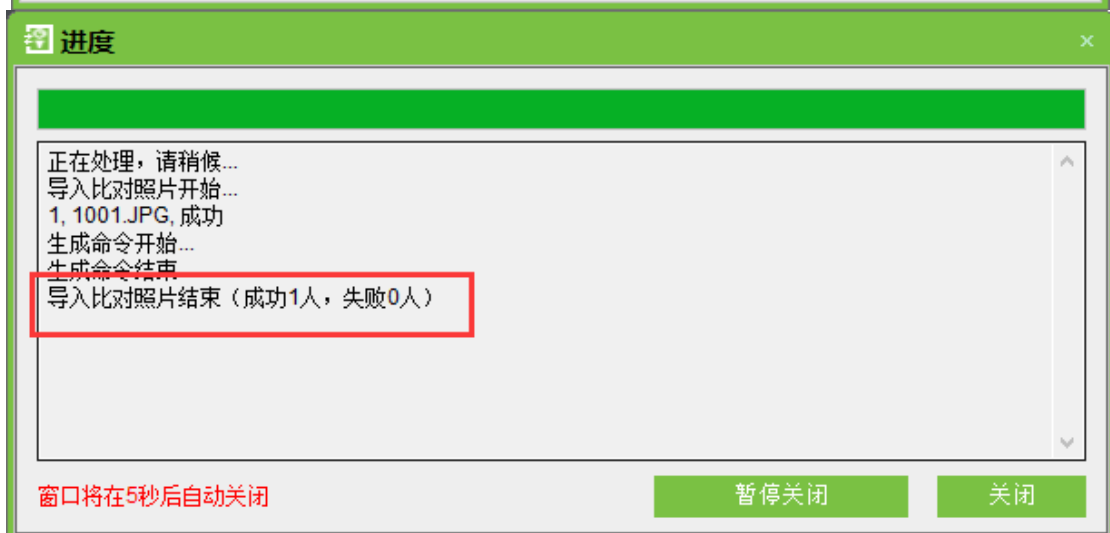 进度
正在处理，请稍候...
导入比对照片开始...
1, 1001.JPG, 成功
生成命令开始...
生成命令结束
导入比对照片结束（成功1人，失败0人）
窗口将在5秒后自动关闭
暂停关闭
关闭